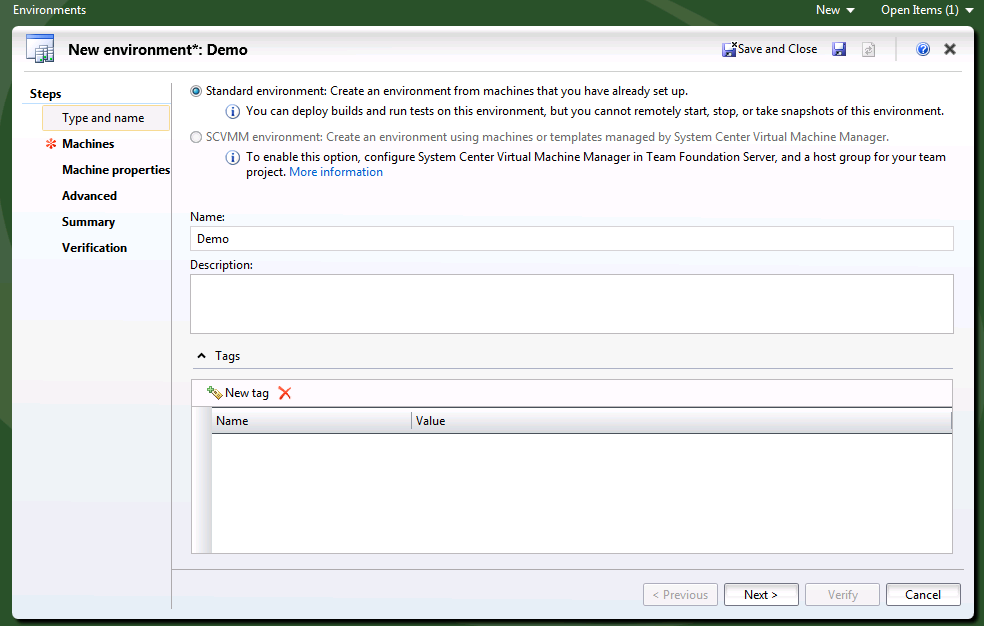 Environments
New
Open Items (1)
New environment*: Demo
Save and Close
Steps
Type and name
Machines
Machine properties
Advanced
Summary
Verification
Standard environment: Create an environment from machines that you have already set up.
You can deploy builds and run tests on this environment, but you cannot remotely start, stop, or take snapshots of this environment.
SCVMM environment: Create an environment using machines or templates managed by System Center Virtual Machine Manager.
To enable this option, configure System Center Virtual Machine Manager in Team Foundation Server, and a host group for your team
project. More information
Name:
Demo
Description:
Tags
New tag
Name Value
< Previous
Next >
Verify
Cancel